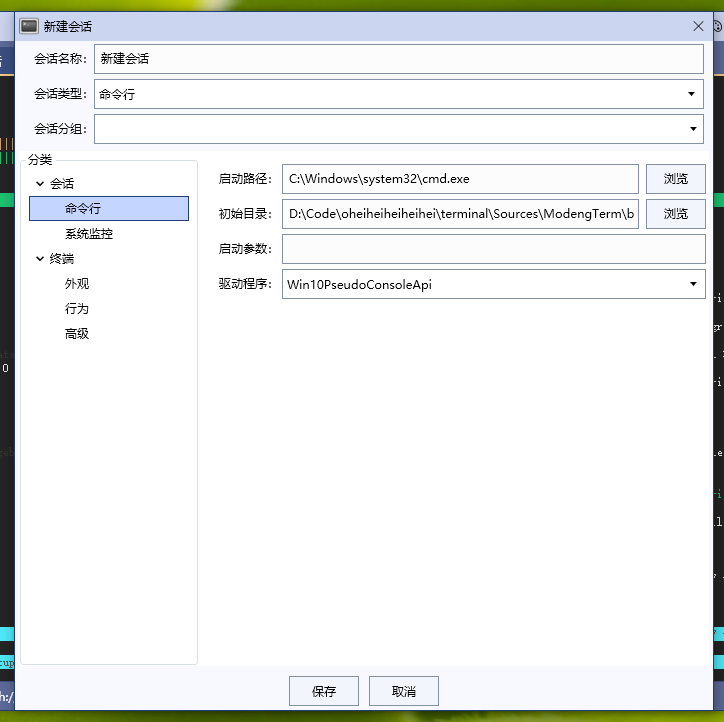 新建会话
会话名称: 新建会话
会话类型: 命令行
会话分组:
分类
会话
命令行
系统监控
终端
外观
行为
高级
启动路径: C:\Windows\system32\cmd.exe 浏览
初始目录: D:\Code\oheiheiheiheihei\terminal\Sources\ModengTerm\b 浏览
启动参数:
驱动程序: Win10PseudoConsoleApi
保存 取消